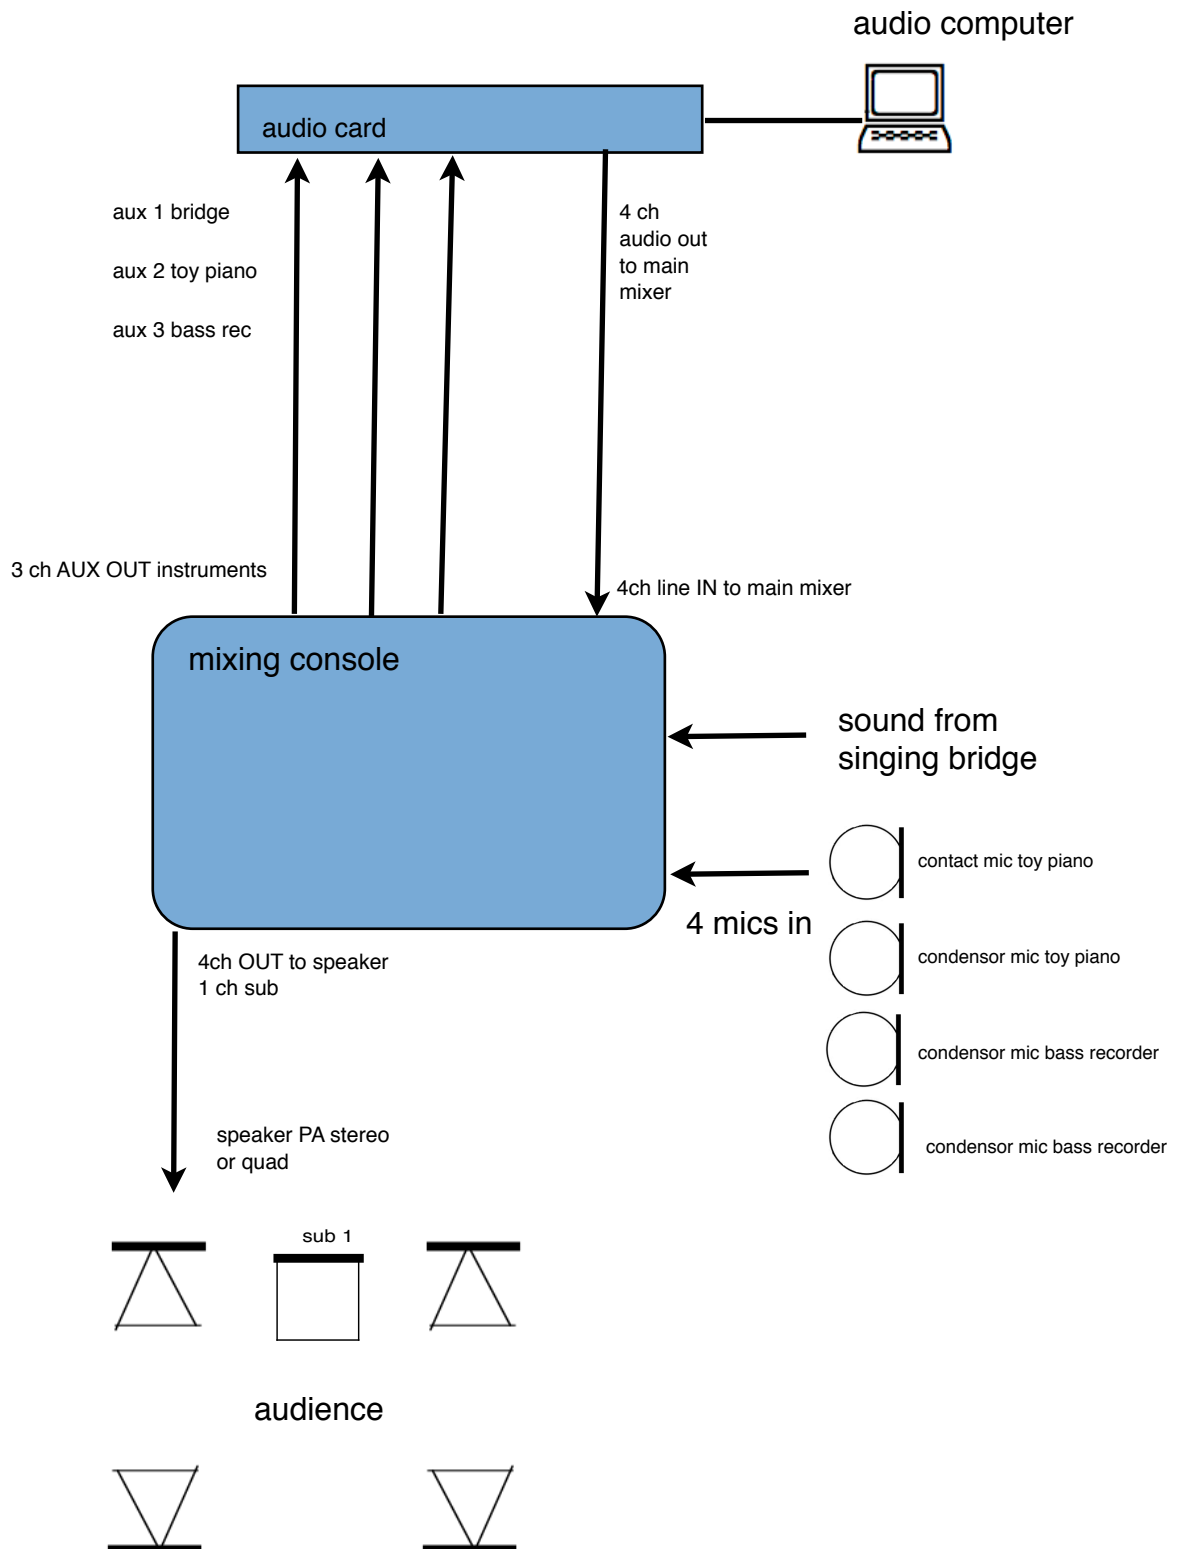 audio computer
audio card
aux 1 bridge
aux 2 toy piano
aux 3 bass rec
4 ch
audio out
to main
mixer
3 ch AUX OUT instruments
4ch line IN to main mixer
mixing console
sound from
singing bridge
contact mic toy piano
4 mics in
condensor mic toy piano
condensor mic bass recorder
condensor mic bass recorder
4ch OUT to speaker
1 ch sub
speaker PA stereo
or quad
sub 1
audience